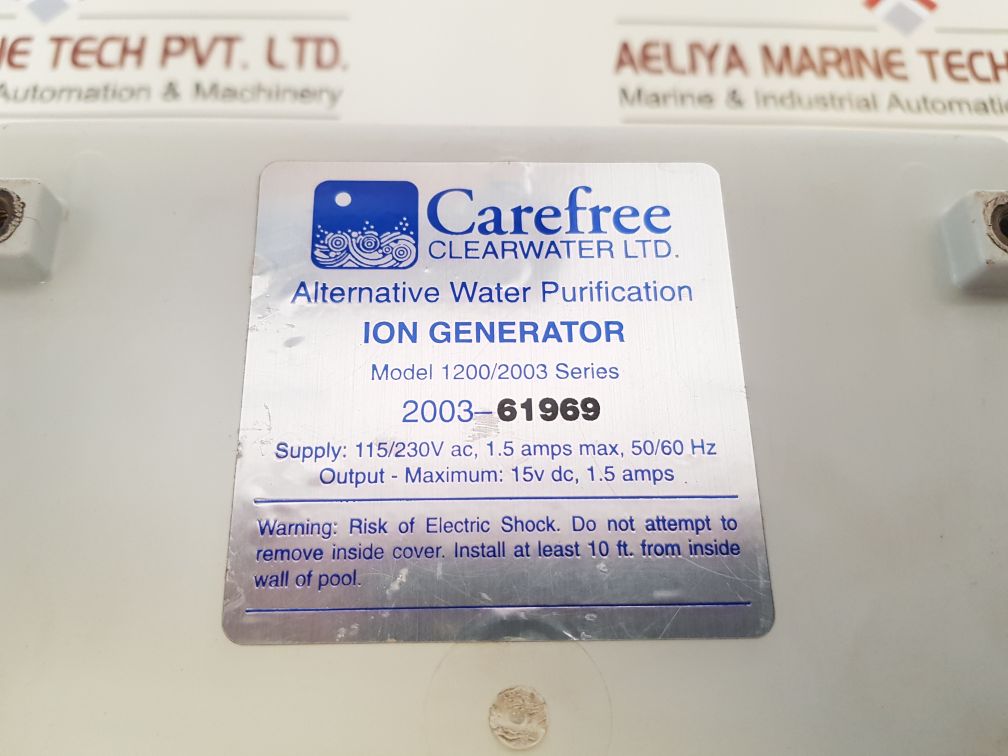 E TECH PVT. LTD.
Automation & Machinery
AELIYA MARINE TECH
Marine & Industrial Automatio
Carefree
CLEARWATER LTD.
Alternative Water Purification
ION GENERATOR
Model 1200/2003 Series
2003–61969
Supply: 115/230V ac, 1.5 amps max, 50/60 Hz
Output - Maximum: 15v dc, 1.5 amps
Warning: Risk of Electric Shock. Do not attempt to
remove inside cover. Install at least 10 ft. from inside
wall of pool.